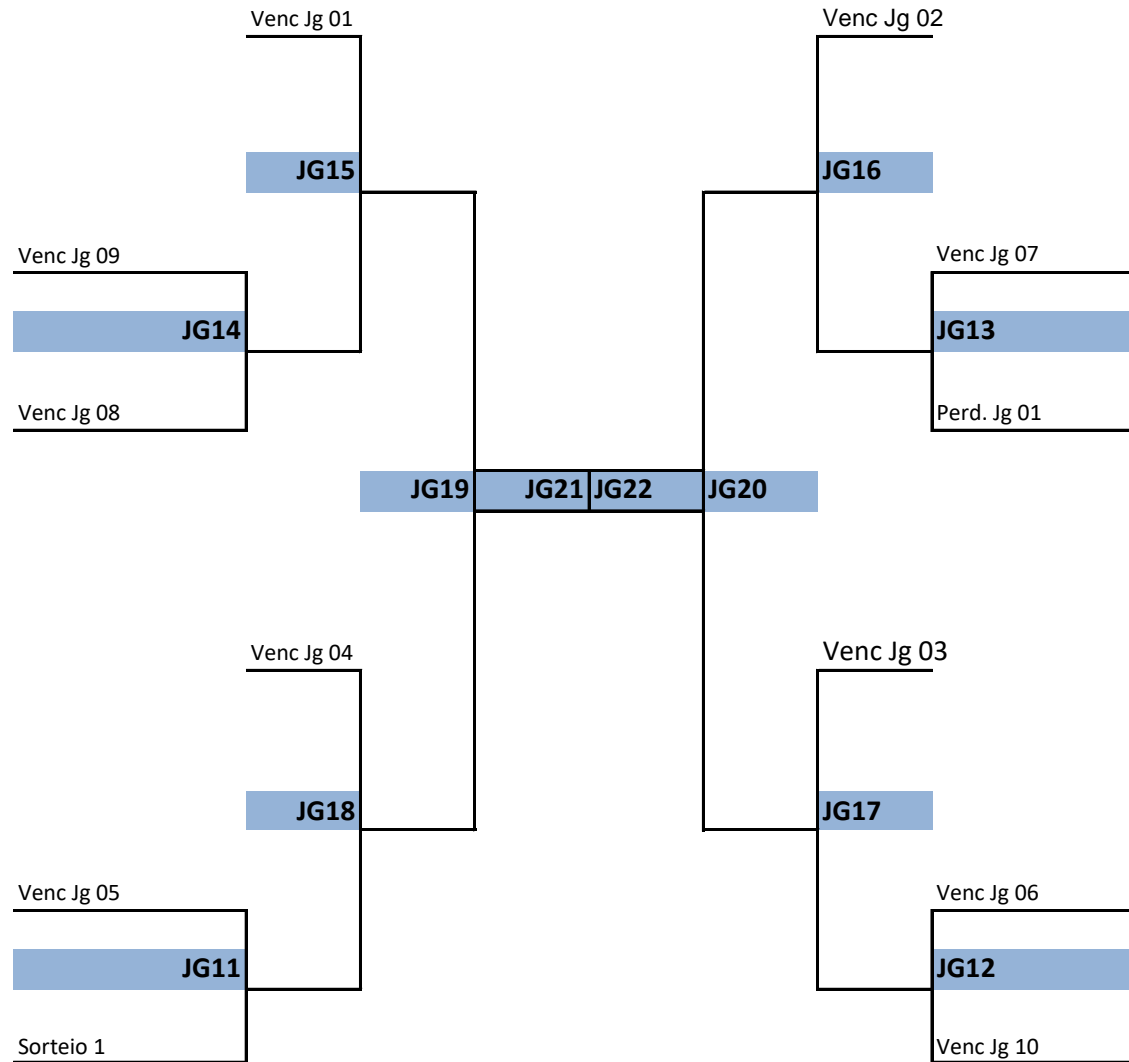 Venc Jg 01
Venc Jg 02
JG15
JG16
Venc Jg 09
Venc Jg 07
JG14
JG13
Venc Jg 08
Perd. Jg 01
JG19 JG21 JG22 JG20
Venc Jg 04
Venc Jg 03
JG18
JG17
Venc Jg 05
Venc Jg 06
JG11
JG12
Sorteio 1
Venc Jg 10